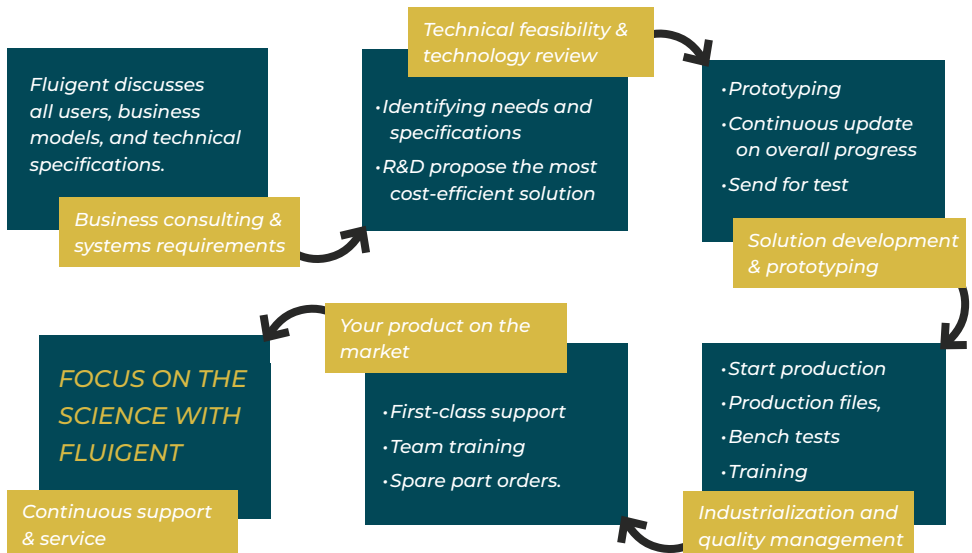 Fluigent discusses
all users, business
models, and technical
specifications.
Business consulting &
systems requirements
Technical feasibility &
technology review
•Identifying needs and
specifications
•R&D propose the most
cost-efficient solution
•Prototyping
•Continuous update
on overall progress
•Send for test
Solution development
& prototyping
•Start production
•Production files,
•Bench tests
•Training
Industrialization and
quality management
Your product on the
market
•First-class support
•Team training
•Spare part orders.
FOCUS ON THE
SCIENCE WITH
FLUIGENT
Continuous support
& service